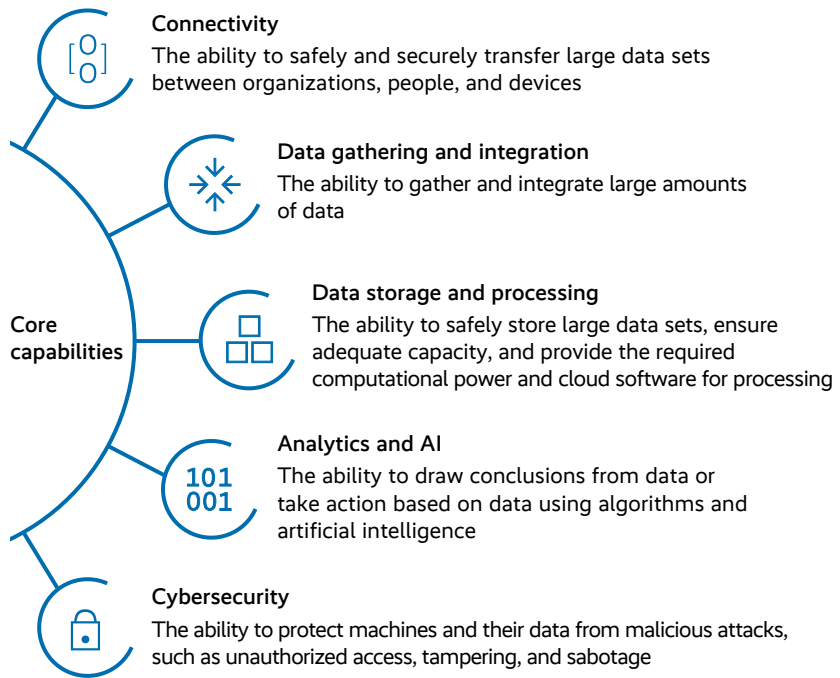 Connectivity
The ability to safely and securely transfer large data sets
between organizations, people, and devices
Data gathering and integration
The ability to gather and integrate large amounts
of data
Core
capabilities
Data storage and processing
The ability to safely store large data sets, ensure
adequate capacity, and provide the required
computational power and cloud software for processing
101
001
Analytics and AI
The ability to draw conclusions from data or
take action based on data using algorithms and
artificial intelligence
Cybersecurity
The ability to protect machines and their data from malicious attacks,
such as unauthorized access, tampering, and sabotage